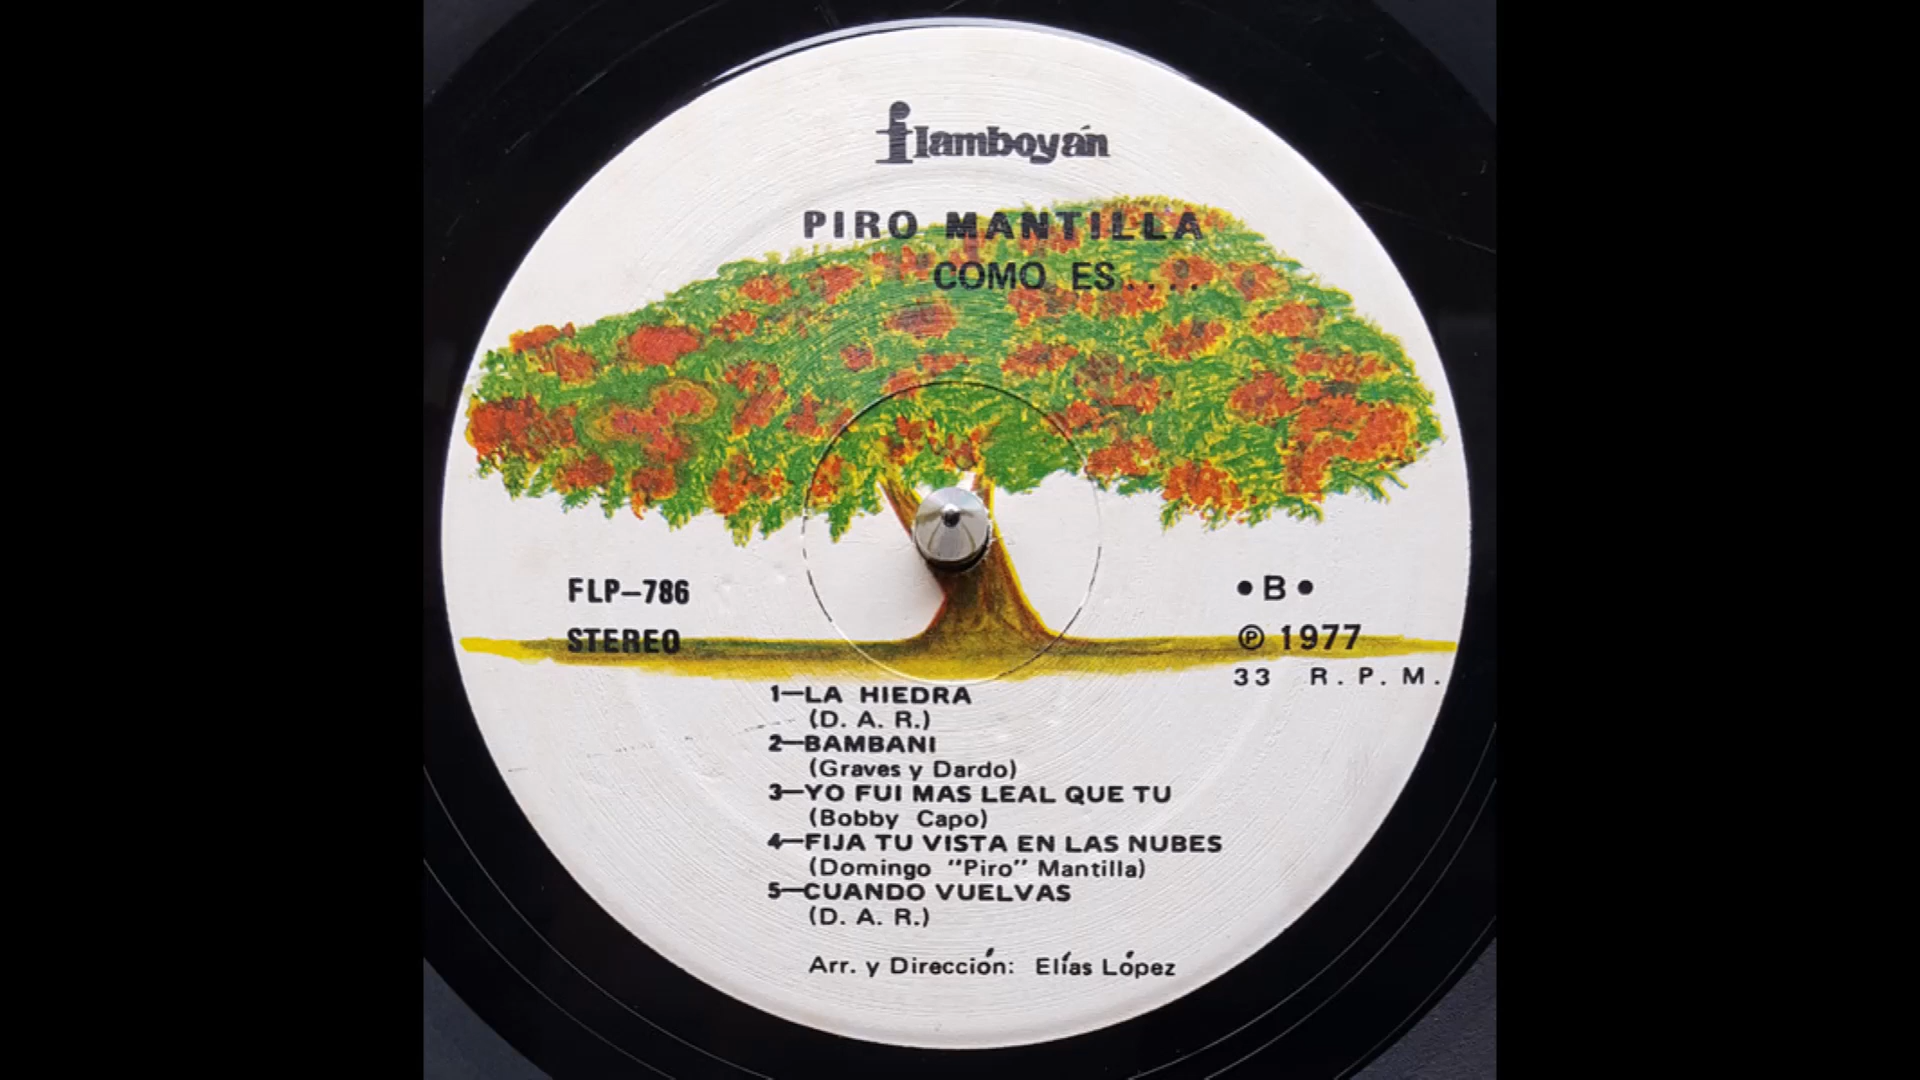 flamboyán
PIRO MANTILLA
COMO ES....
FLP-786
STEREO
•B•
Ⓟ 1977
33 R.P.M.
1-LA HIEDRA
(D. A. R.)
2-BAMBANI
(Graves y Dardo)
3-YO FUI MAS LEAL QUE TU
(Bobby Capo)
4-FIJA TU VISTA EN LAS NUBES
(Domingo "Piro" Mantilla)
5-CUANDO VUELVAS
(D. A. R.)
Arr. y Dirección: Elías López